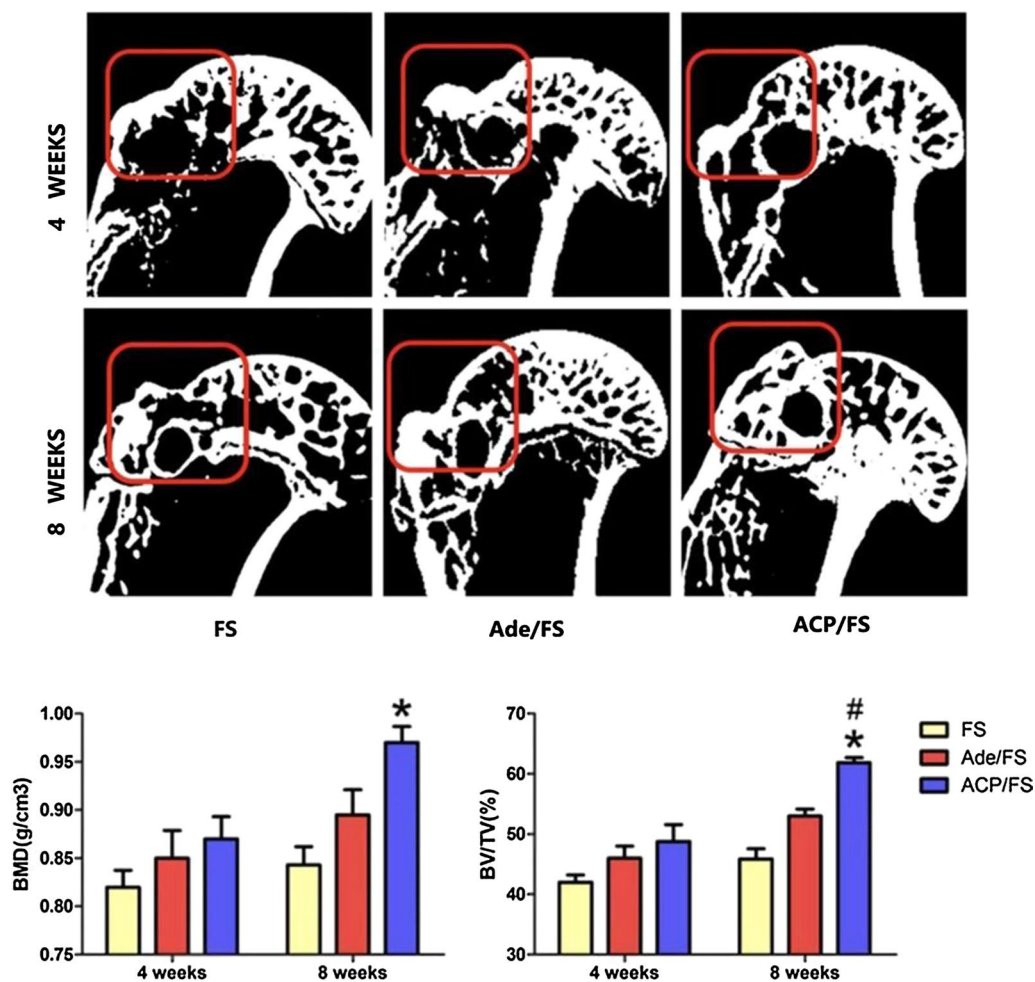 4 WEEKS
8 WEEKS
FS
Ade/FS
ACP/FS
BMD(g/cm3)
1.00
0.95
0.90
0.85
0.80
0.75
*
4 weeks
8 weeks
BV/TV(%)
70
60
50
40
30
#
*
4 weeks
8 weeks
FS
Ade/FS
ACP/FS